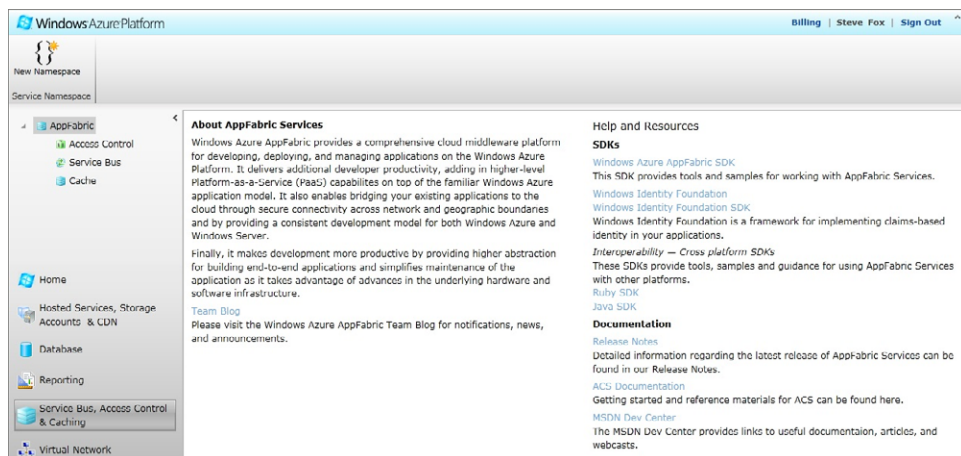 Windows Azure Platform
Billing | Steve Fox | Sign Out
New Namespace
Service Namespace
AppFabric
Access Control
Service Bus
Cache
Home
Hosted Services, Storage
Accounts & CDN
Database
Reporting
Service Bus, Access Control
& Caching
Virtual Network
About AppFabric Services
Windows Azure AppFabric provides a comprehensive cloud middleware platform
for developing, deploying, and managing applications on the Windows Azure
Platform. It delivers additional developer productivity, adding in higher-level
Platform-as-a-Service (PaaS) capabilites on top of the familiar Windows Azure
application model. It also enables bridging your existing applications to the
cloud through secure connectivity across network and geographic boundaries
and by providing a consistent development model for both Windows Azure and
Windows Server.
Finally, it makes development more productive by providing higher abstraction
for building end-to-end applications and simplifies maintenance of the
application as it takes advantage of advances in the underlying hardware and
software infrastructure.
Team Blog
Please visit the Windows Azure AppFabric Team Blog for notifications, news,
and announcements.
Help and Resources
SDKs
Windows Azure AppFabric SDK
This SDK provides tools and samples for working with AppFabric Services.
Windows Identity Foundation
Windows Identity Foundation SDK
Windows Identity Foundation is a framework for implementing claims-based
identity in your applications.
Interoperability — Cross platform SDKs
These SDKs provide tools, samples and guidance for using AppFabric Services
with other platforms.
Ruby SDK
Java SDK
Documentation
Release Notes
Detailed information regarding the latest release of AppFabric Services can be
found in our Release Notes.
ACS Documentation
Getting started and reference materials for ACS can be found here.
MSDN Dev Center
The MSDN Dev Center provides links to useful documentaion, articles, and
webcasts.